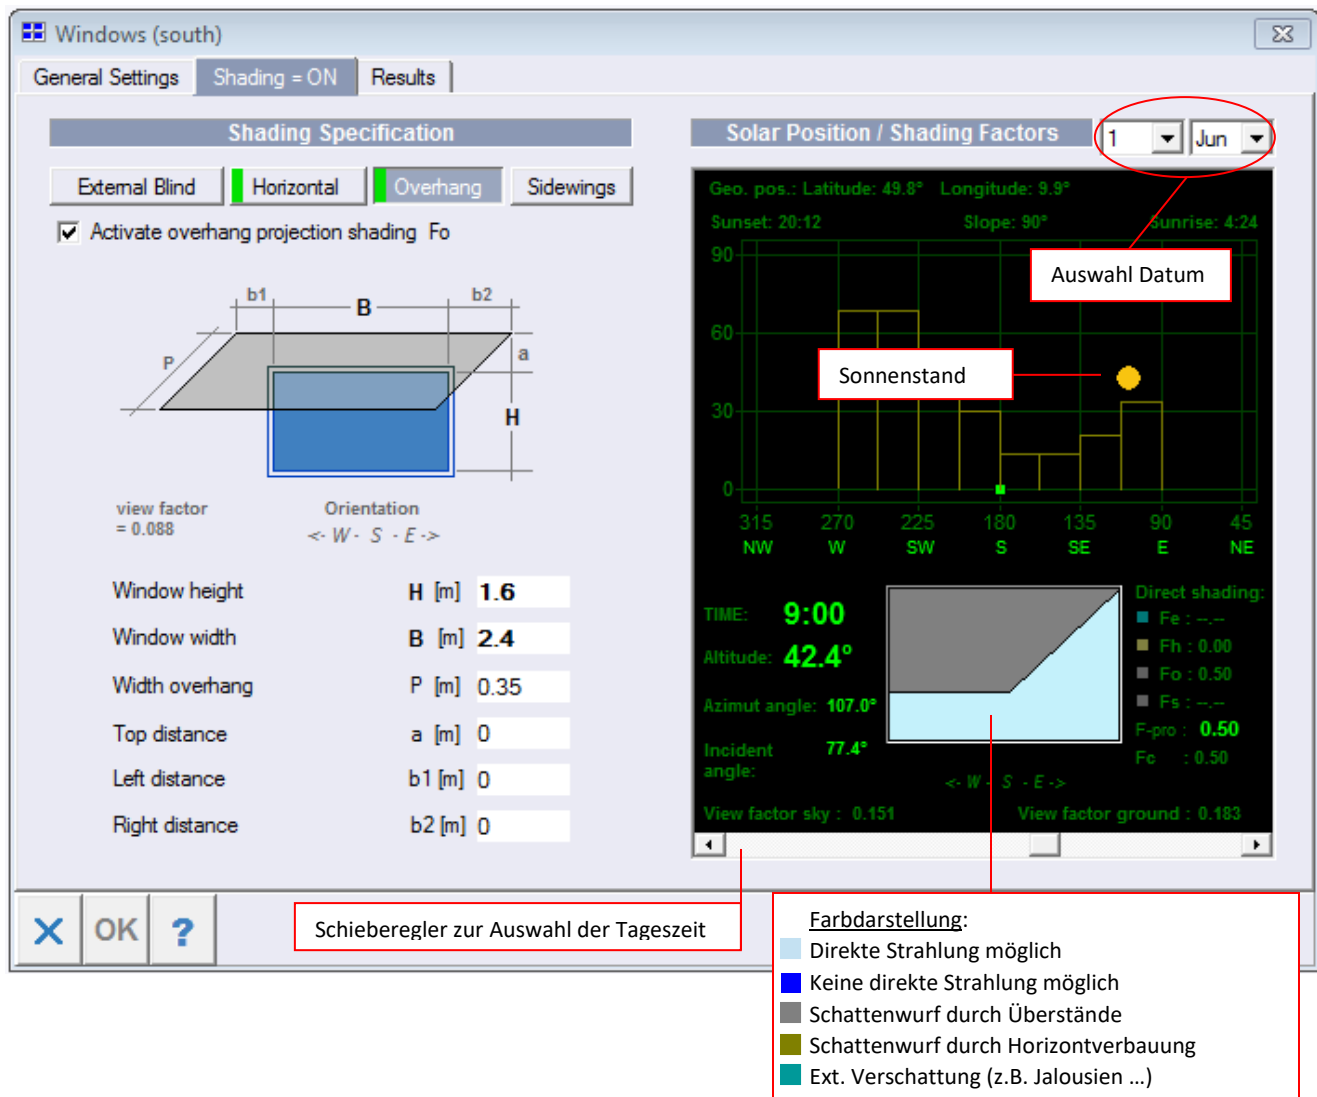 Windows (south)
General Settings
Shading = ON
Results
Shading Specification
External Blind
Horizontal
Overhang
Sidewings
Activate overhang projection shading Fo
b1
B
b2
P
a
H
view factor
= 0.088
Orientation
<- W - S - E ->
Window height H [m] 1.6
Window width B [m] 2.4
Width overhang P [m] 0.35
Top distance a [m] 0
Left distance b1 [m] 0
Right distance b2 [m] 0
Solar Position / Shading Factors
1
Jun
Geo. pos.: Latitude: 49.8° Longitude: 9.9°
Sunset: 20:12 Slope: 90° Sunrise: 4:24
Auswahl Datum
Sonnenstand
90
60
30
0
315 270 225 180 135 90 45
NW W SW S SE E NE
TIME: 9:00
Altitude: 42.4°
Azimut angle: 107.0°
Incident
angle:
77.4°
<- W - S - E ->
Direct shading:
Fe : --.--
Fh : 0.00
Fo : 0.50
Fs : --.--
F-pro : 0.50
Fc : 0.50
View factor sky : 0.151 View factor ground : 0.183
OK
?
Schieberegler zur Auswahl der Tageszeit
Farbdarstellung:
Direkte Strahlung möglich
Keine direkte Strahlung möglich
Schattenwurf durch Überstände
Schattenwurf durch Horizontverbauung
Ext. Verschattung (z.B. Jalousien ...)